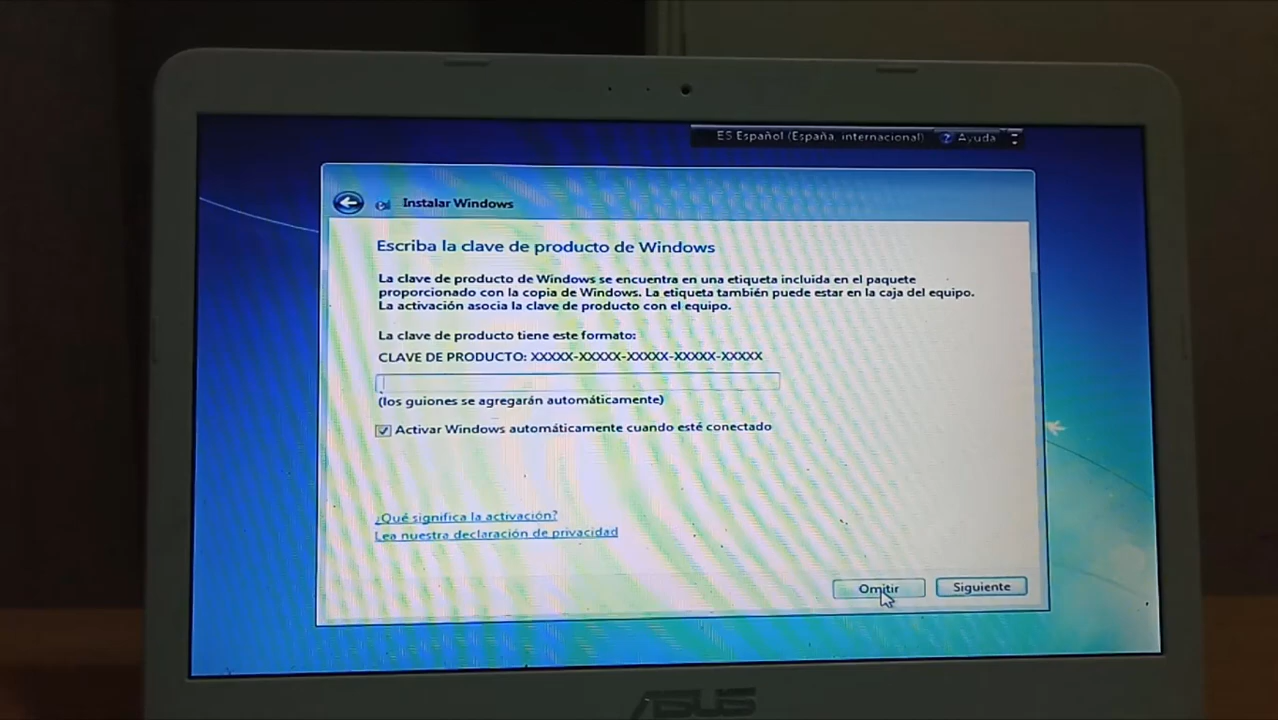 ES Español (España, internacional)
Ayuda
Instalar Windows
Escriba la clave de producto de Windows
La clave de producto de Windows se encuentra en una etiqueta incluida en el paquete
proporcionado con la copia de Windows. La etiqueta también puede estar en la caja del equipo.
La activación asocia la clave de producto con el equipo.
La clave de producto tiene este formato:
CLAVE DE PRODUCTO: XXXXX-XXXXX-XXXXX-XXXXX-XXXXX
(los guiones se agregarán automáticamente)
Activar Windows automáticamente cuando esté conectado
¿Qué significa la activación?
Lea nuestra declaración de privacidad
Omitir
Siguiente
ASUS